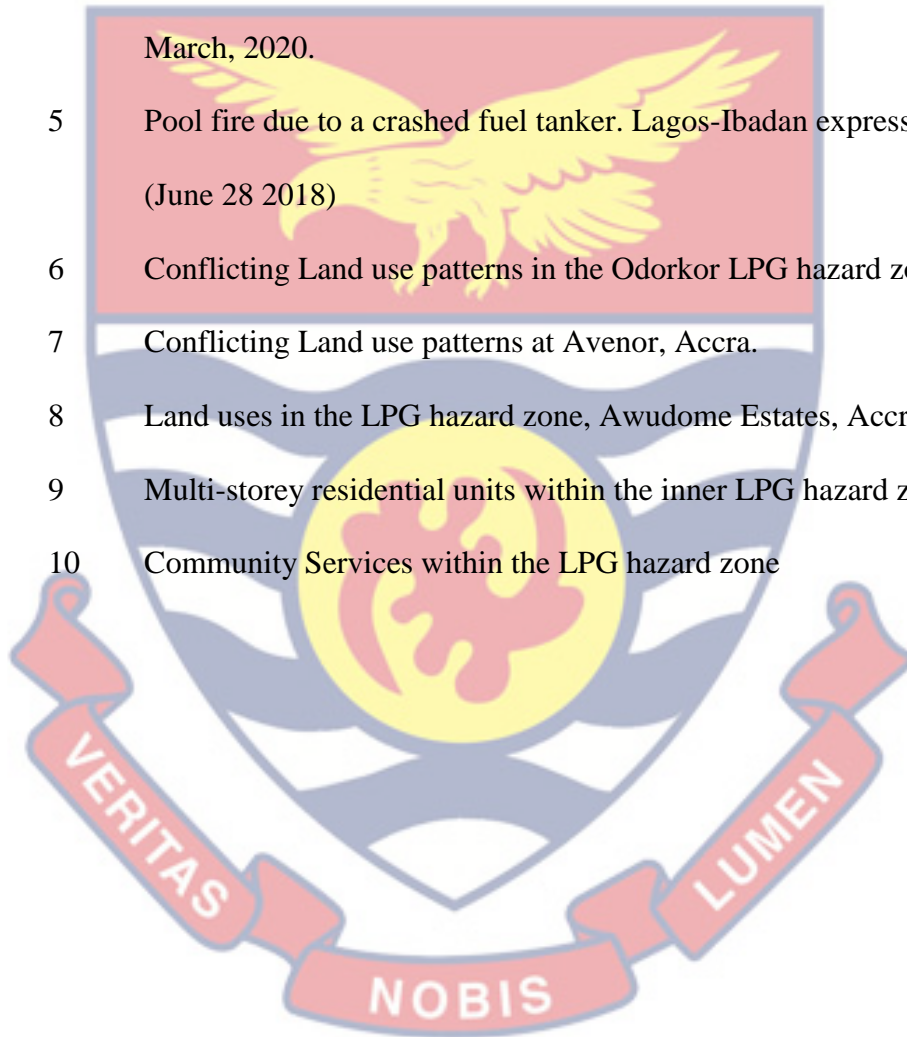 March, 2020.
5 Pool fire due to a crashed fuel tanker. Lagos-Ibadan express
(June 28 2018)
6 Conflicting Land use patterns in the Odorkor LPG hazard
7 Conflicting Land use patterns at Avenor, Accra.
8 Land uses in the LPG hazard zone, Awudome Estates,
9 Multi-storey residential units within the inner LPG hazard
10 Community Services within the LPG hazard zone
VERITAS
NOBIS
LUMEN